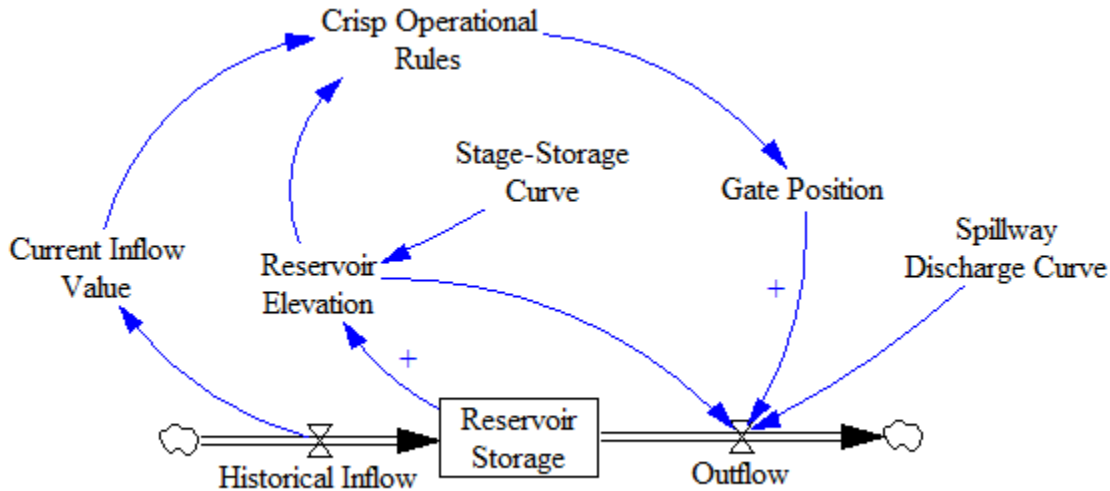 Crisp Operational
Rules
Stage-Storage
Curve
Gate Position
Spillway
Discharge Curve
Current Inflow
Value
Reservoir
Elevation
+
+
Reservoir
Storage
Historical Inflow
Outflow